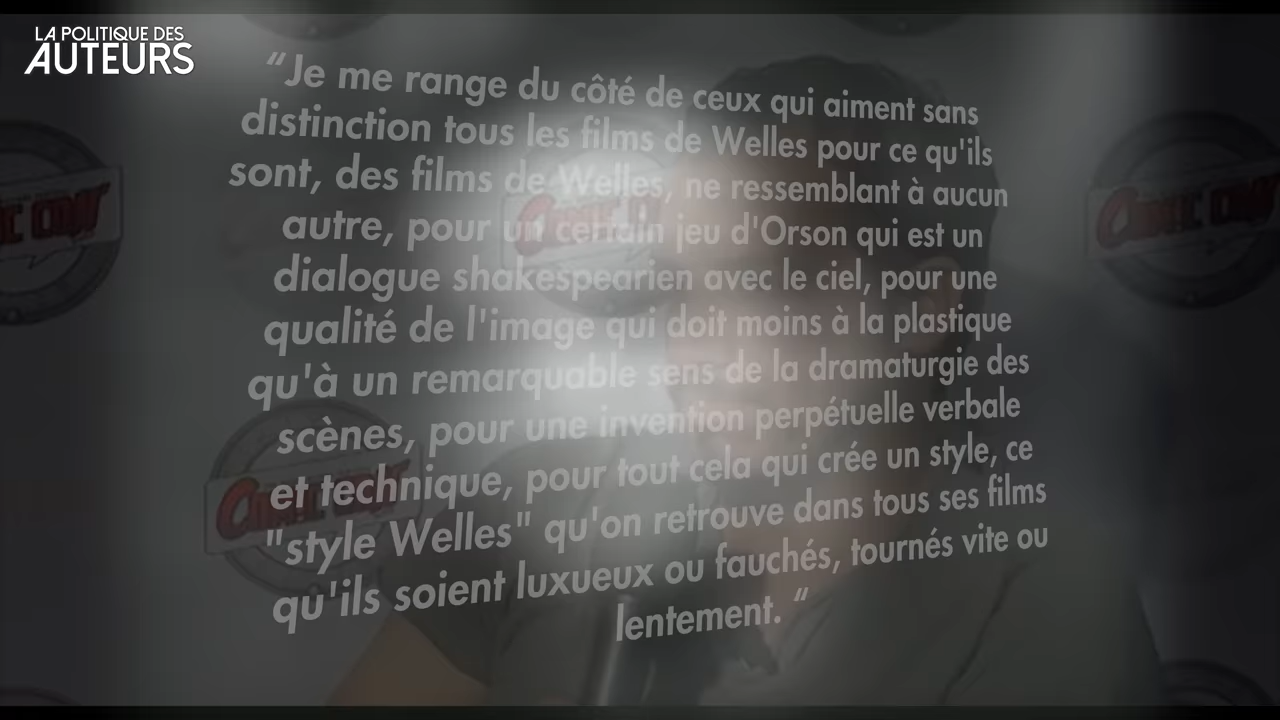 LA POLITIQUE DES
AUTEURS
“Je me range du côté de ceux qui aiment sans
distinction tous les films de Welles pour ce qu'ils
sont, des films de Welles, ne ressemblant à aucun
autre, pour un certain jeu d'Orson qui est un
dialogue shakespearien avec le ciel, pour une
qualité de l'image qui doit moins à la plastique
qu'à un remarquable sens de la dramaturgie des
scènes, pour une invention perpétuelle verbale
et technique, pour tout cela qui crée un style, ce
"style Welles" qu'on retrouve dans tous ses films
qu'ils soient luxueux ou fauchés, tournés vite ou
lentement. “
COMIC CON